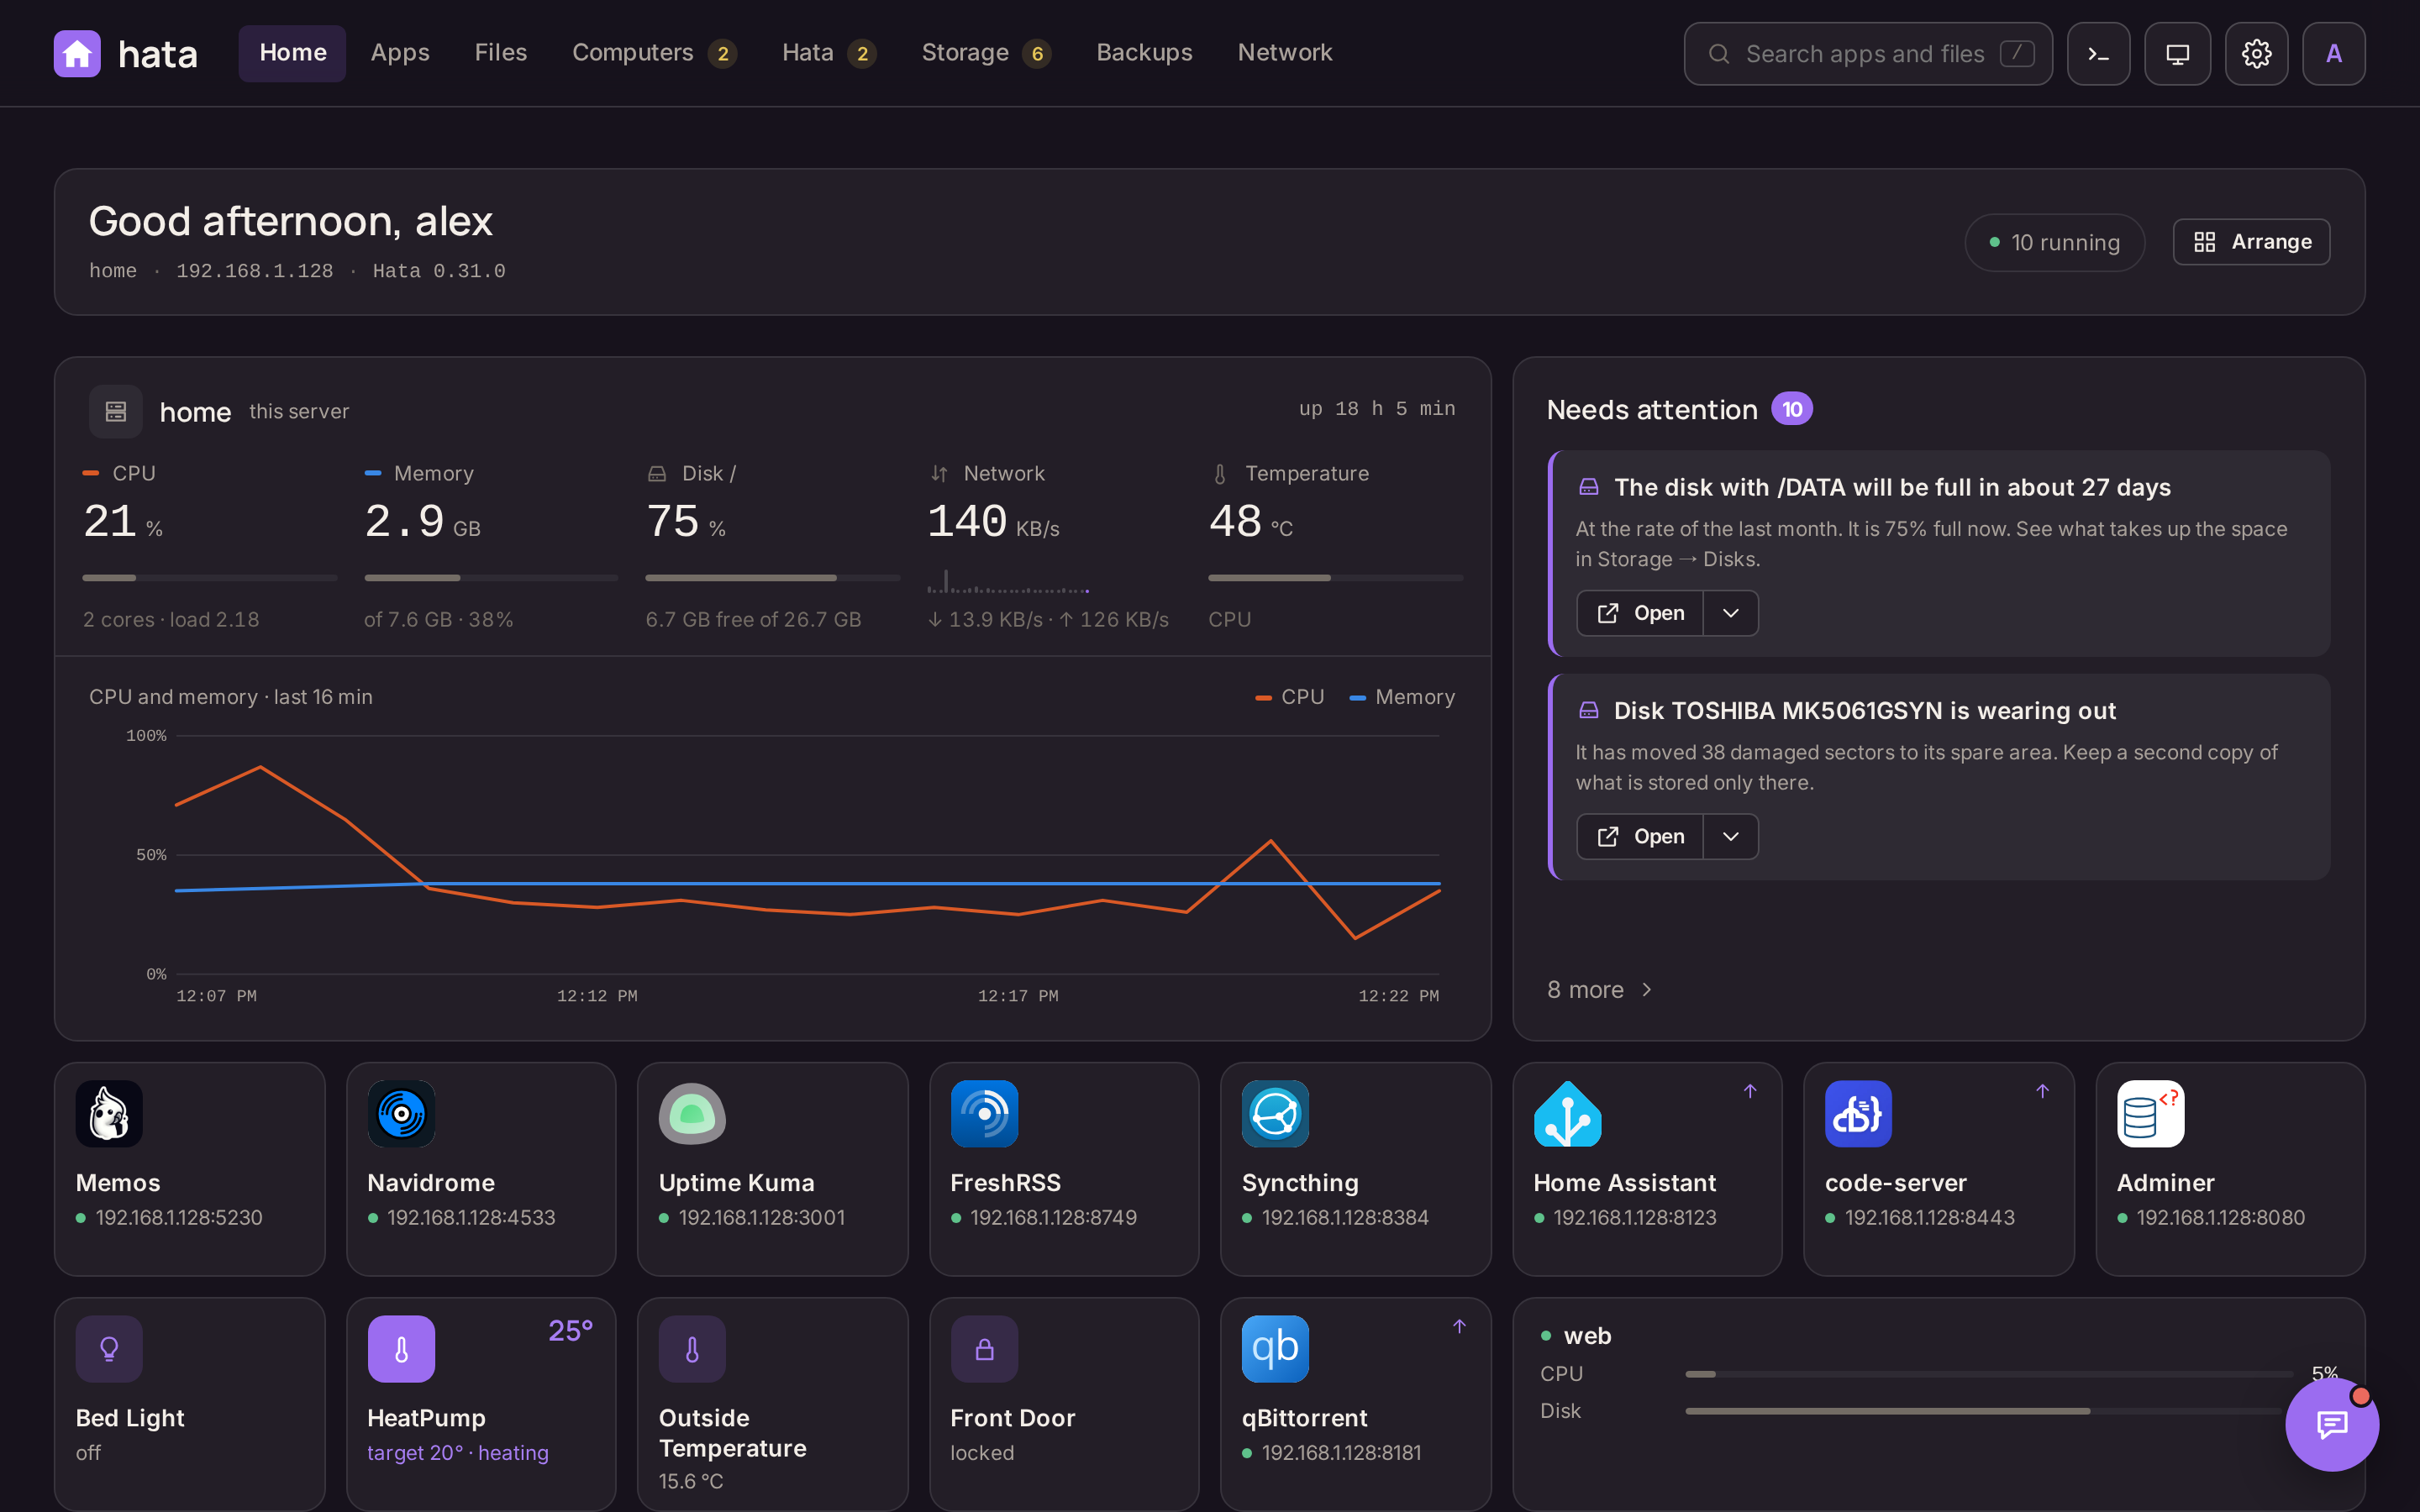 hata
Home
Apps
Files
Computers 2
Hata 2
Storage 6
Backups
Network
Search apps and files /
A
Good afternoon, alex
home · 192.168.1.128 · Hata 0.31.0
10 running
Arrange
home this server
up 18 h 5 min
CPU
21 %
2 cores · load 2.18
Memory
2.9 GB
of 7.6 GB · 38%
Disk /
75 %
6.7 GB free of 26.7 GB
Network
140 KB/s
↓ 13.9 KB/s · ↑ 126 KB/s
Temperature
48 °C
CPU
CPU and memory · last 16 min
CPU
Memory
100%
50%
0%
12:07 PM
12:12 PM
12:17 PM
12:22 PM
Needs attention 10
The disk with /DATA will be full in about 27 days
At the rate of the last month. It is 75% full now. See what takes up the space
in Storage → Disks.
Open
Disk TOSHIBA MK5061GSYN is wearing out
It has moved 38 damaged sectors to its spare area. Keep a second copy of
what is stored only there.
Open
8 more
Memos
192.168.1.128:5230
Navidrome
192.168.1.128:4533
Uptime Kuma
192.168.1.128:3001
FreshRSS
192.168.1.128:8749
Syncthing
192.168.1.128:8384
Home Assistant
192.168.1.128:8123
code-server
192.168.1.128:8443
<?
Adminer
192.168.1.128:8080
Bed Light
off
25°
HeatPump
target 20° · heating
Outside
Temperature
15.6 °C
Front Door
locked
qb
qBittorrent
192.168.1.128:8181
web
CPU
5%
Disk